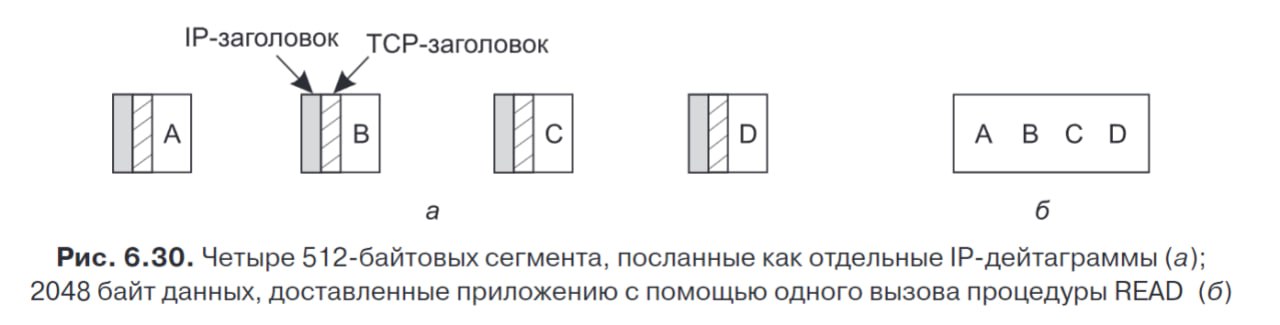 IP-заголовок TCP-заголовок
A B C D A B C D
а б
Рис. 6.30. Четыре 512-байтовых сегмента, посланные как отдельные IP-дейтаграммы (а);
2048 байт данных, доставленные приложению с помощью одного вызова процедуры READ (б)